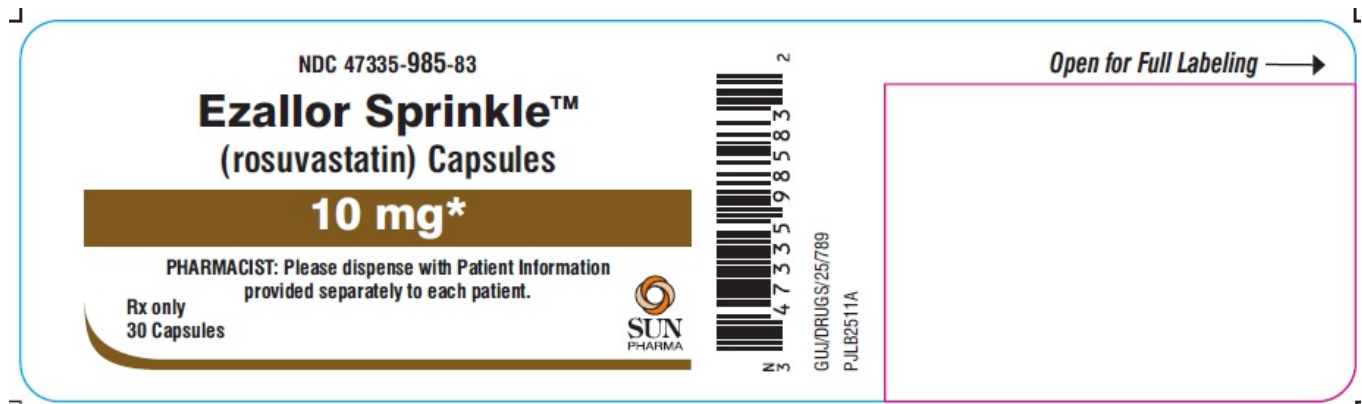 NDC 47335-985-83
Ezallor Sprinkle™
(rosuvastatin) Capsules
10 mg*
PHARMACIST: Please dispense with Patient Information
provided separately to each patient.
Rx only
30 Capsules
SUN
PHARMA
N
3 47335 98583 2
GUJ/DRUGS/25/789
PJLB2511A
Open for Full Labeling